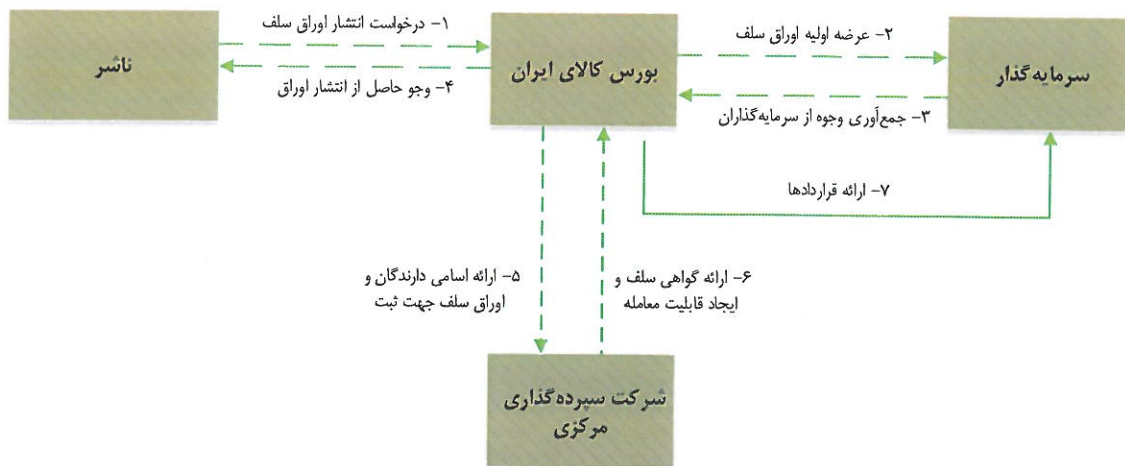 ناشر
۱- درخواست انتشار اوراق سلف
۴- وجو حاصل از انتشار اوراق
بورس کالای ایران
۲- عرضه اولیه اوراق سلف
۳- جمع‌آوری وجوه از سرمایه‌گذاران
سرمایه‌گذار
۷- ارائه قراردادها
۵- ارائه اسامی دارندگان و
اوراق سلف جهت ثبت
۶- ارائه گواهی سلف و
ایجاد قابلیت معامله
شرکت سپرده‌گذاری
مرکزی